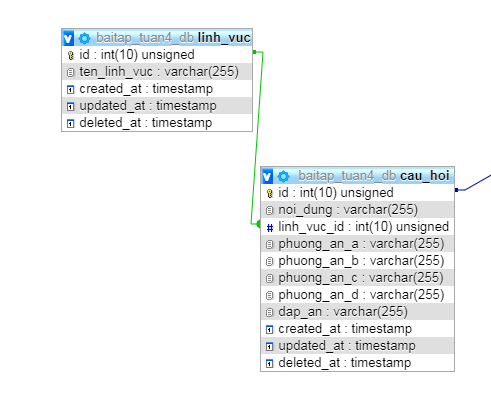 baitap_tuan4_db linh_vuc
id : int(10) unsigned
ten_linh_vuc : varchar(255)
created_at : timestamp
updated_at : timestamp
deleted_at : timestamp
baitap_tuan4_db cau_hoi
id : int(10) unsigned
noi_dung : varchar(255)
# linh_vuc_id : int(10) unsigned
phuong_an_a : varchar(255)
phuong_an_b : varchar(255)
phuong_an_c : varchar(255)
phuong_an_d : varchar(255)
dap_an : varchar(255)
created_at : timestamp
updated_at : timestamp
deleted_at : timestamp